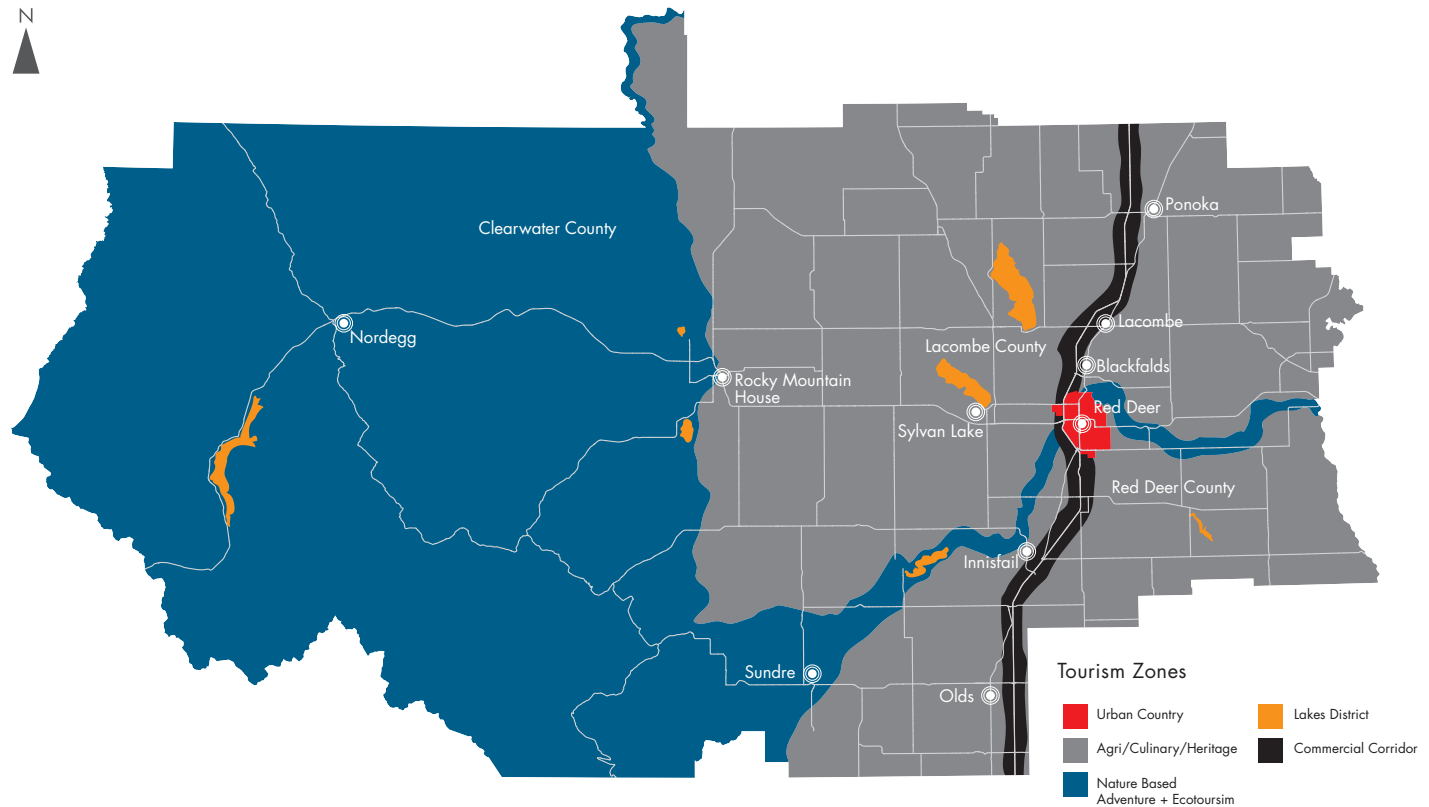 N
Clearwater County
Ponoka
Nordegg
Lacombe
Lacombe County
Blackfalds
Rocky Mountain
House
Red Deer
Sylvan Lake
Red Deer County
Innisfail
Sundre
Olds
Tourism Zones
Urban Country
Lakes District
Agri/Culinary/Heritage
Commercial Corridor
Nature Based
Adventure + Ecotoursim